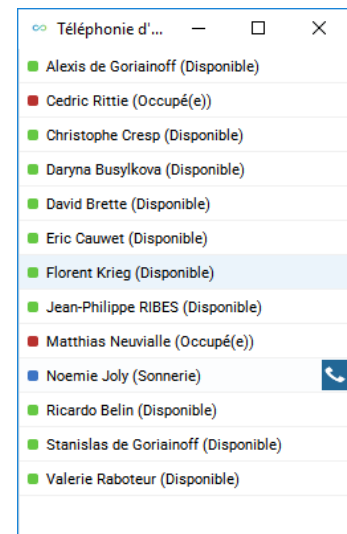 Téléphonie d'...
Alexis de Goriainoff (Disponible)
Cedric Rittie (Occupé(e))
Christophe Cresp (Disponible)
Daryna Busylkova (Disponible)
David Brette (Disponible)
Eric Cauwet (Disponible)
Florent Krieg (Disponible)
Jean-Philippe RIBES (Disponible)
Matthias Neuvialle (Occupé(e))
Noemie Joly (Sonnerie)
Ricardo Belin (Disponible)
Stanislas de Goriainoff (Disponible)
Valerie Raboteur (Disponible)